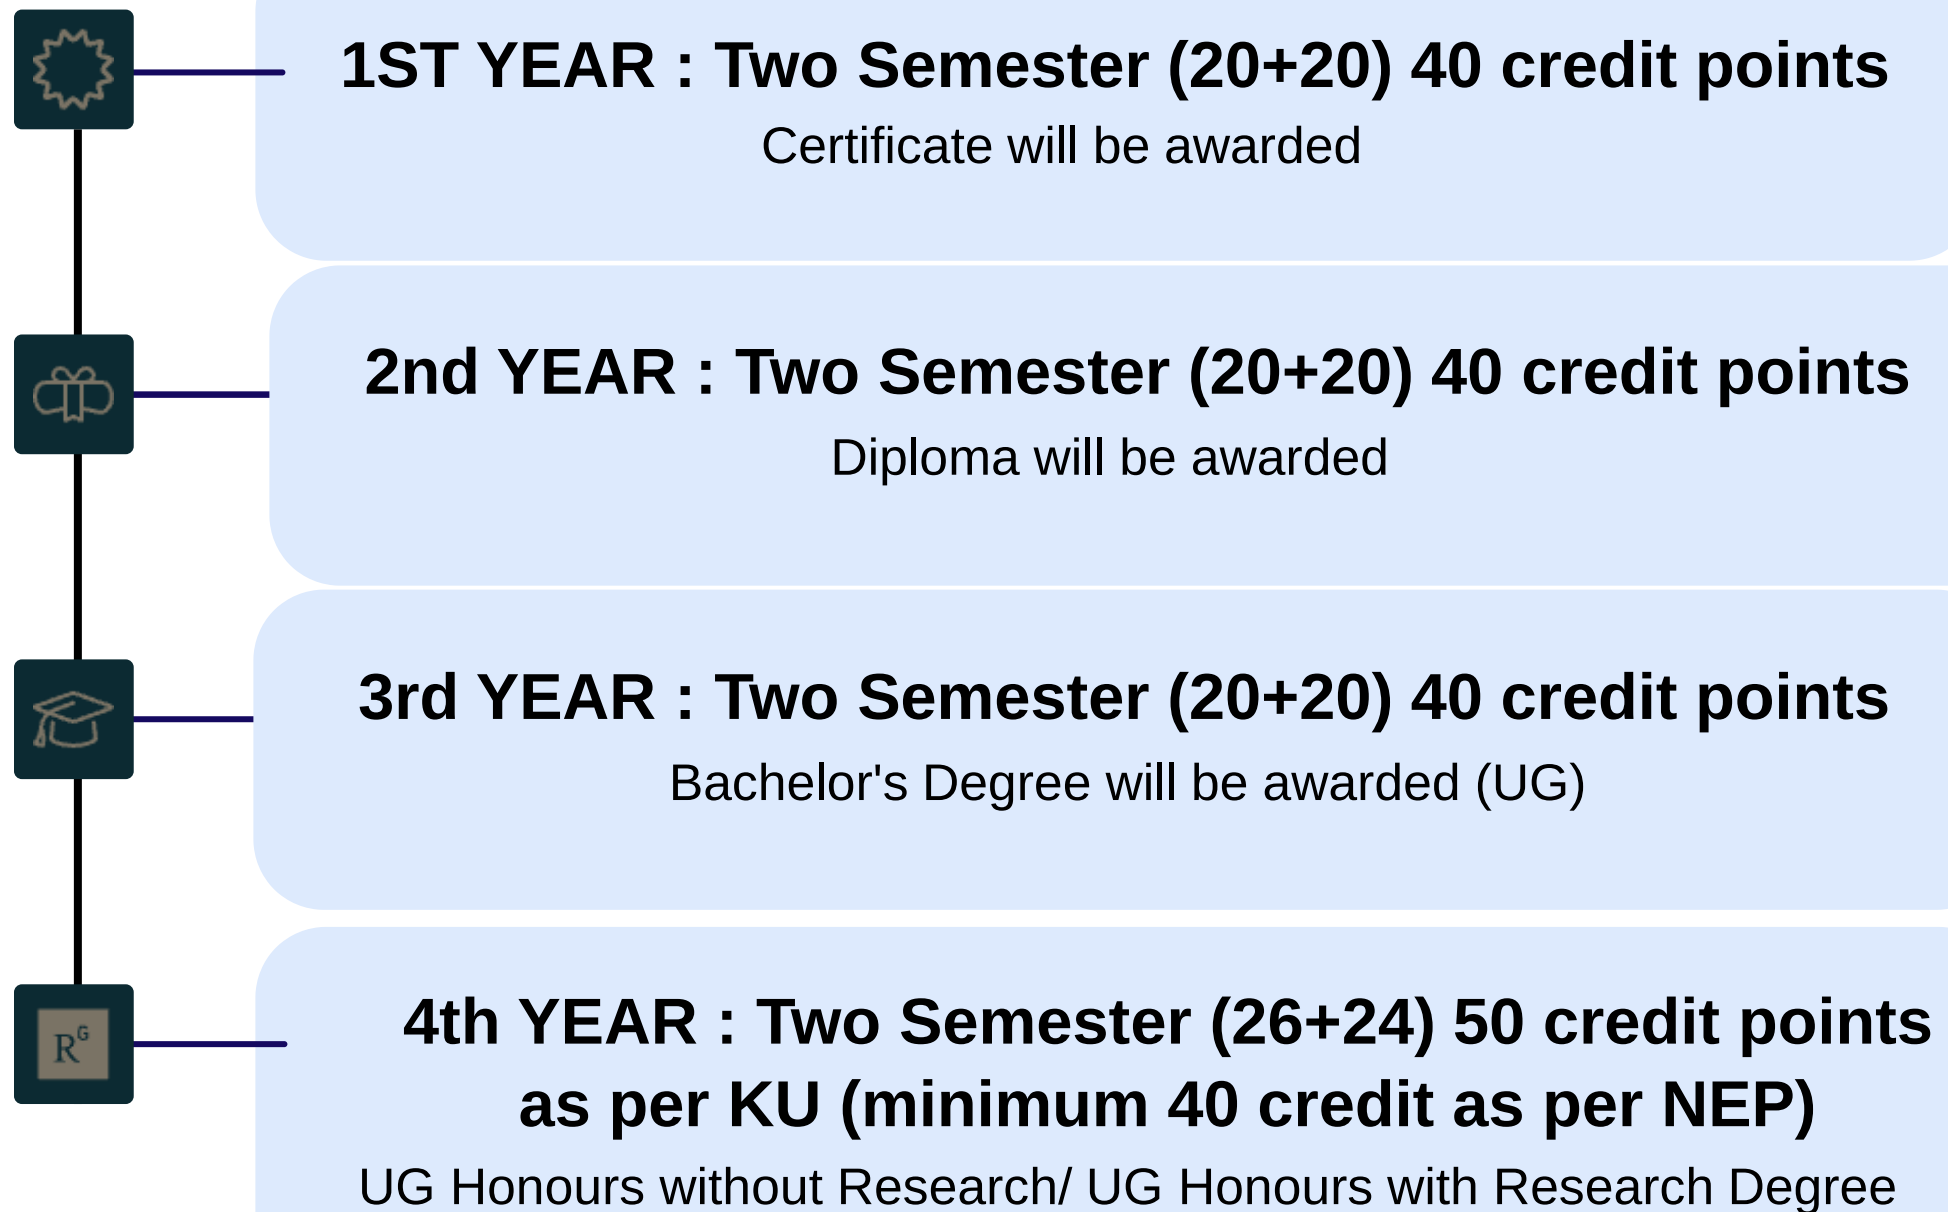 1ST YEAR : Two Semester (20+20) 40 credit points
Certificate will be awarded
2nd YEAR : Two Semester (20+20) 40 credit points
Diploma will be awarded
3rd YEAR : Two Semester (20+20) 40 credit points
Bachelor's Degree will be awarded (UG)
4th YEAR : Two Semester (26+24) 50 credit points
as per KU (minimum 40 credit as per NEP)
RG
UG Honours without Research/ UG Honours with Research Degree